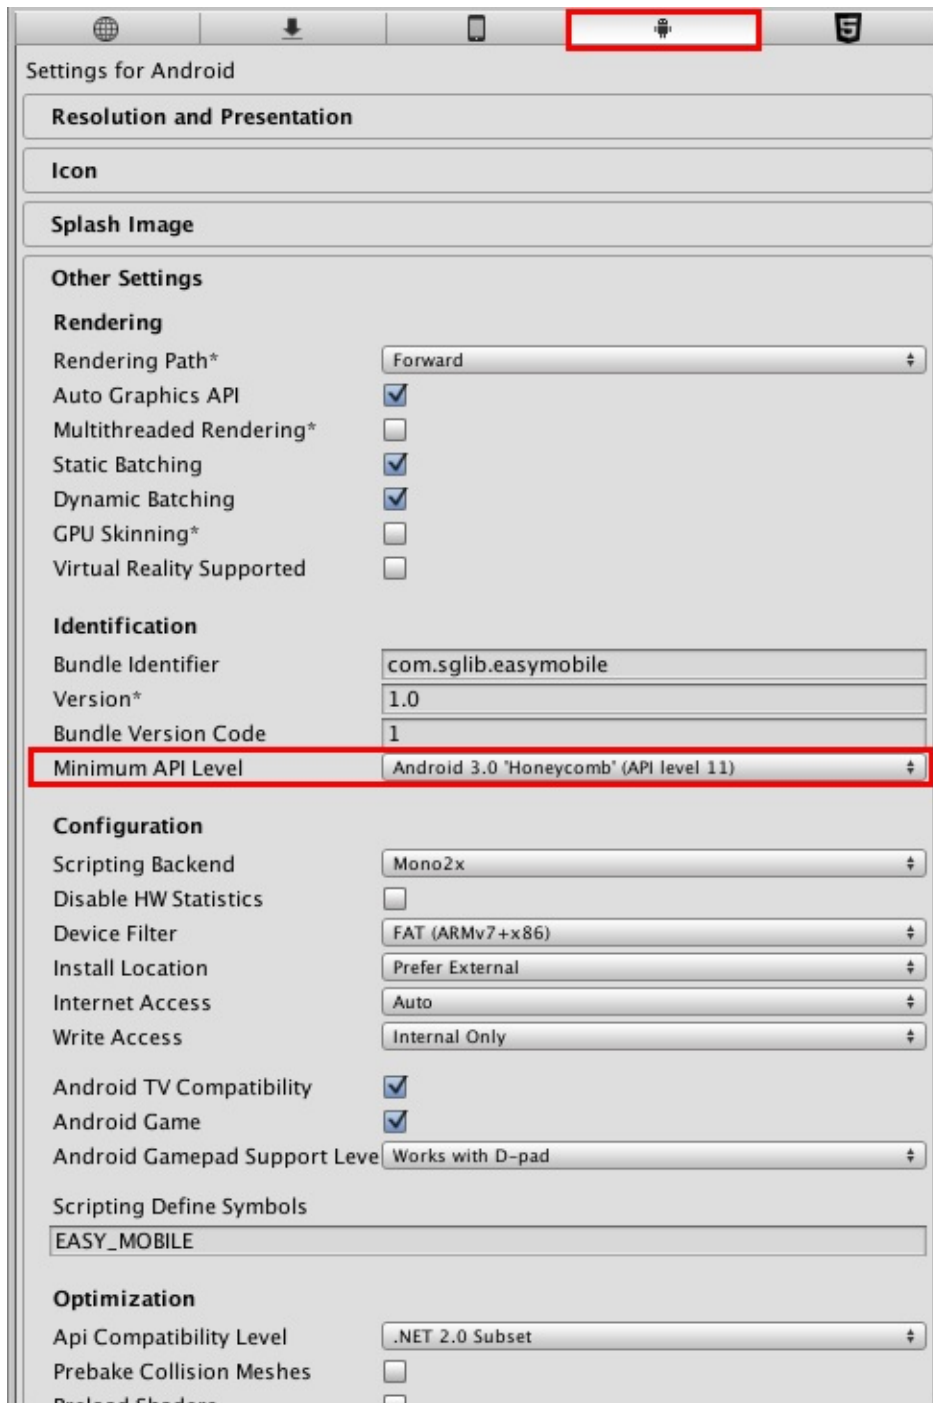 Settings for Android
Resolution and Presentation
Icon
Splash Image
Other Settings
Rendering
Rendering Path* Forward
Auto Graphics API
Multithreaded Rendering*
Static Batching
Dynamic Batching
GPU Skinning*
Virtual Reality Supported
Identification
Bundle Identifier com.sglib.easymobile
Version* 1.0
Bundle Version Code 1
Minimum API Level Android 3.0 'Honeycomb' (API level 11)
Configuration
Scripting Backend Mono2x
Disable HW Statistics
Device Filter FAT (ARMv7+x86)
Install Location Prefer External
Internet Access Auto
Write Access Internal Only
Android TV Compatibility
Android Game
Android Gamepad Support Leve Works with D-pad
Scripting Define Symbols
EASY_MOBILE
Optimization
Api Compatibility Level .NET 2.0 Subset
Prebake Collision Meshes
Preload Shaders